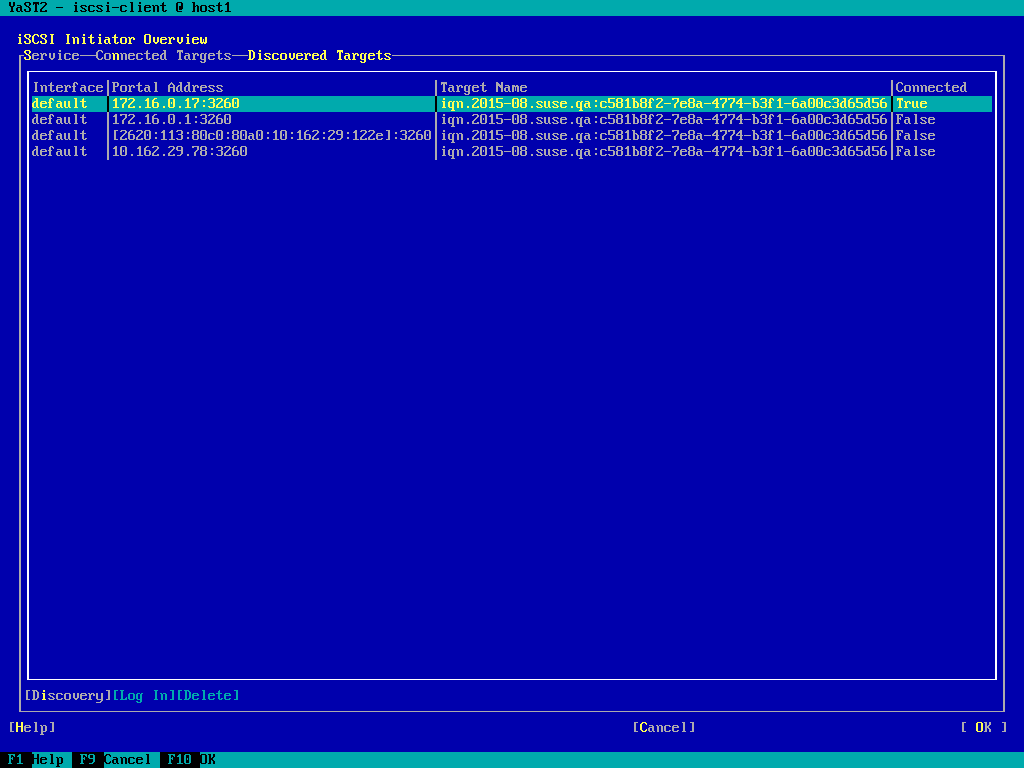 YaST2 - iscsi-client @ host1
iSCSI Initiator Overview
Service—Connected Targets—Discovered Targets
Interface|Portal Address|Target Name|Connected
default|172.16.0.17:3260|iqn.2015-08.suse.qa:c581b8f2-7e8a-4774-b3f1-6a00c3d65d56|True
default|172.16.0.1:3260|iqn.2015-08.suse.qa:c581b8f2-7e8a-4774-b3f1-6a00c3d65d56|False
default|[2620:113:80c0:80a0:10:162:29:122e]:3260|iqn.2015-08.suse.qa:c581b8f2-7e8a-4774-b3f1-6a00c3d65d56|False
default|10.162.29.78:3260|iqn.2015-08.suse.qa:c581b8f2-7e8a-4774-b3f1-6a00c3d65d56|False
[Discovery][Log In][Delete]
[Help] [Cancel] [ OK ]
F1 Help F9 Cancel F10 OK